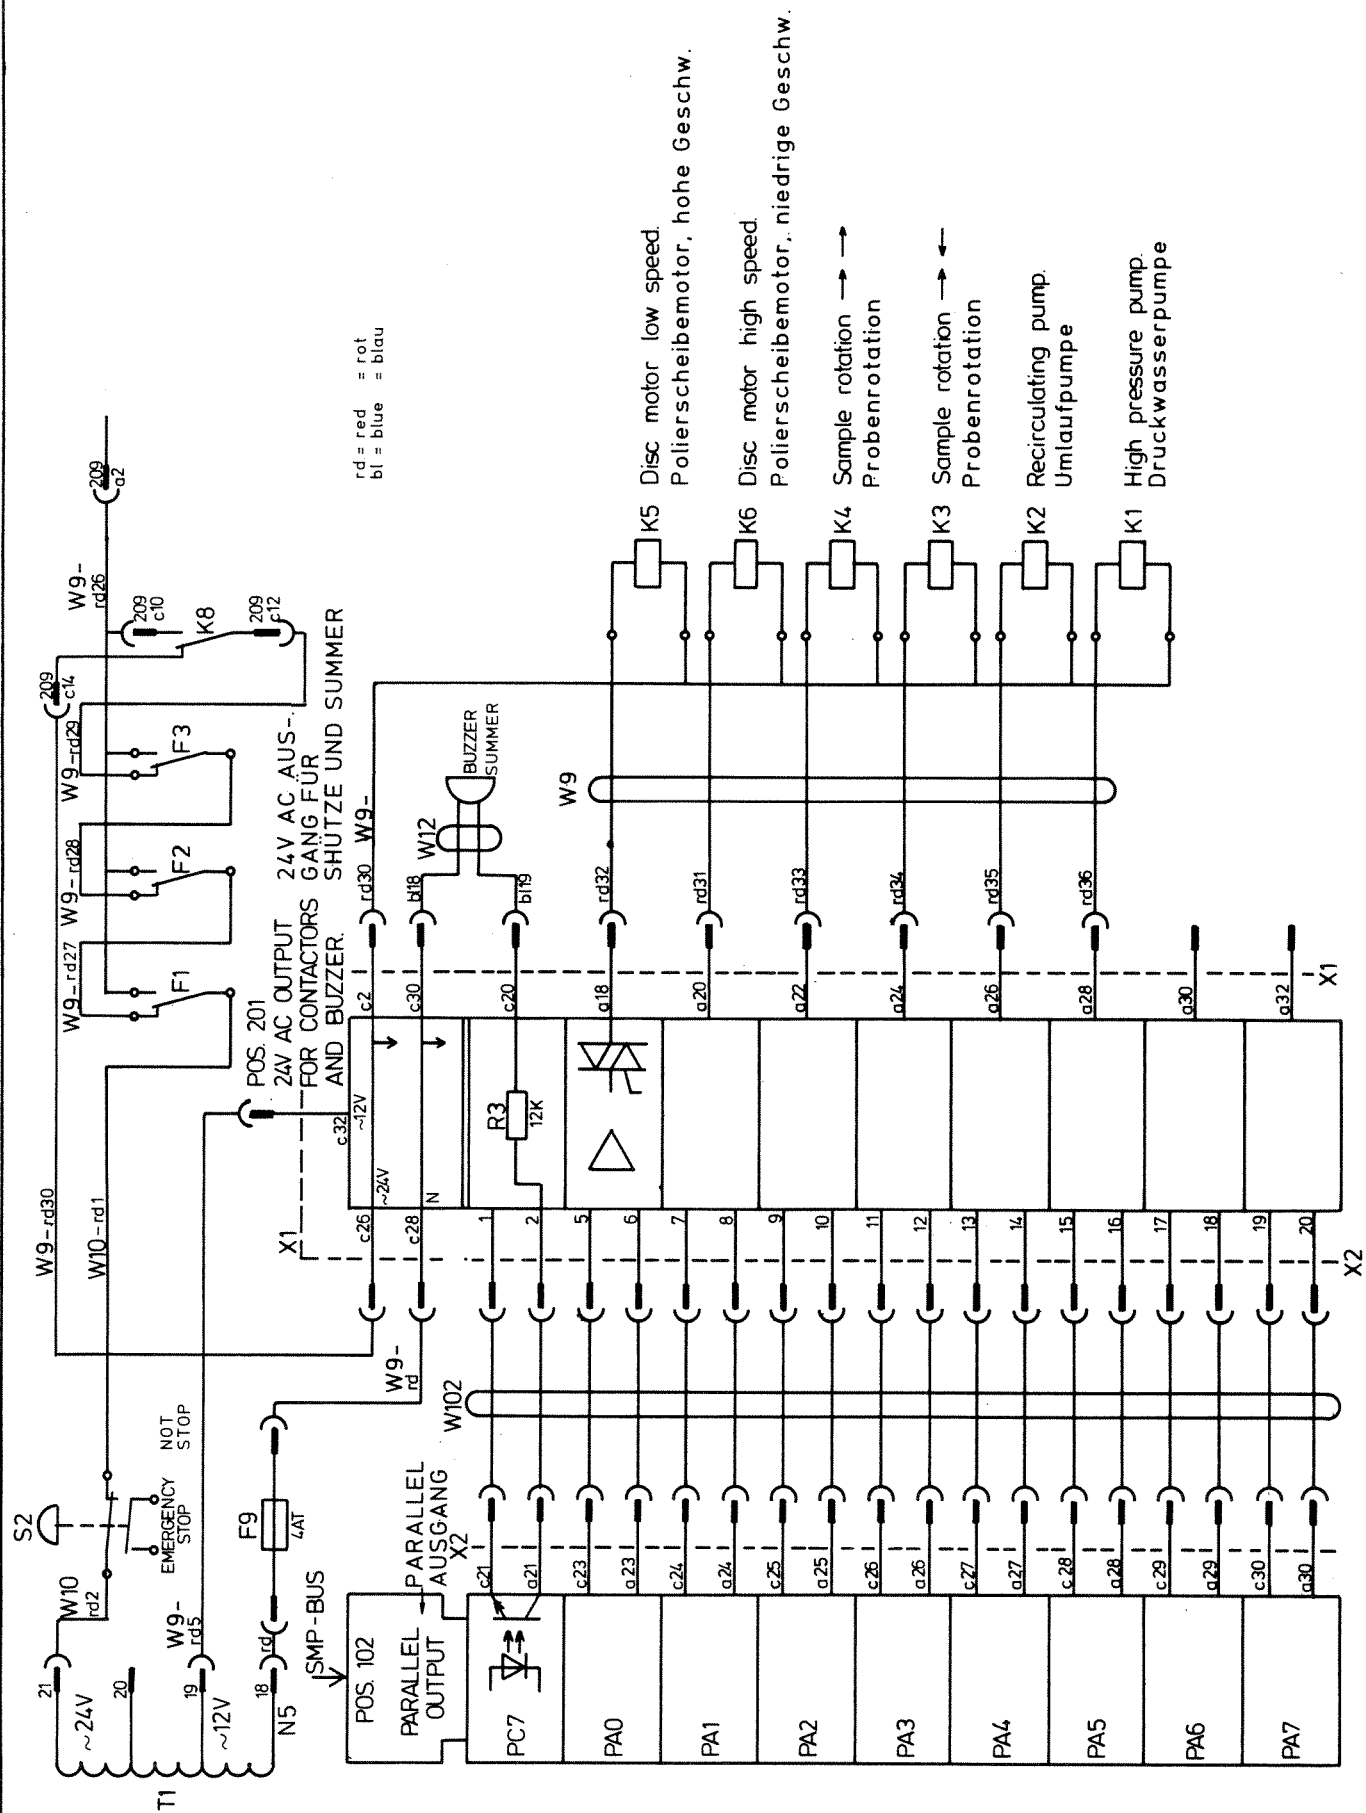 T1
21
~24V
20
19
~12V
18
N5
W10
rd2
W9-
rd5
rd
S2
EMERGENCY NOT
STOP STOP
F9
4AT
W9-rd30
W10-rd1
W9-
rd
W9-rd27
W9-rd28
W9-rd29
F1
F2
F3
209
c14
209
c10
K8
209
c12
W9-
rd26
209
a2
rd = red = rot
bl = blue = blau
POS. 201
24V AC OUTPUT
FOR CONTACTORS
AND BUZZER.
24V AC AUS-
GANG FÜR
SHÜTZE UND SUMMER
X1
c32
~12V
c26
~24V
c2
rd30
W9-
c28
N
c30
bl18
W12
BUZZER
SUMMER
SMP-BUS
POS. 102
PARALLEL
OUTPUT
PARALLEL
AUSGANG
X2
W102
PC7
c21
1
a21
2
R3
12K
c20
bl19
PA0
c23
5
a23
6
a18
rd32
W9
K5 Disc motor low speed.
Polierscheibemotor, hohe Geschw.
PA1
c24
7
a24
8
a20
rd31
K6 Disc motor high speed.
Polierscheibemotor, niedrige Geschw.
PA2
c25
9
a25
10
a22
rd33
K4 Sample rotation → →
Probenrotation
PA3
c26
11
a26
12
a24
rd34
K3 Sample rotation → ←
Probenrotation
PA4
c27
13
a27
14
a26
rd35
K2 Recirculating pump.
Umlaufpumpe
PA5
c28
15
a28
16
a28
rd36
K1 High pressure pump.
Druckwasserpumpe
PA6
c29
17
a29
18
a30
PA7
c30
19
a30
20
a32
X2
X1